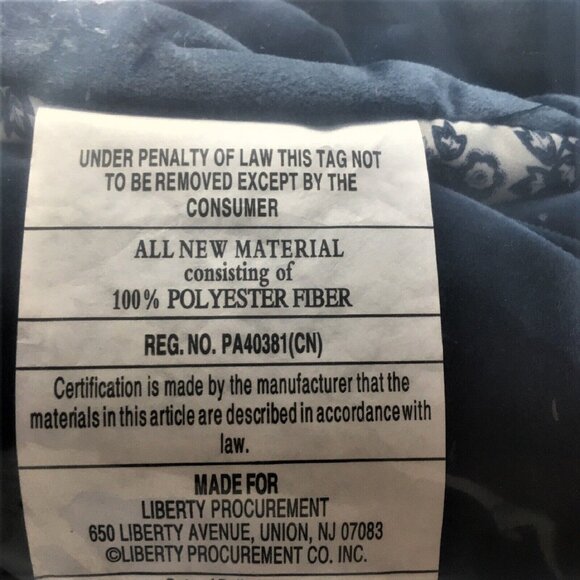 UNDER PENALTY OF LAW THIS TAG NOT
TO BE REMOVED EXCEPT BY THE
CONSUMER
ALL NEW MATERIAL
consisting of
100% POLYESTER FIBER
REG. NO. PA40381(CN)
Certification is made by the manufacturer that the
materials in this article are described in accordance with
law.
MADE FOR
LIBERTY PROCUREMENT
650 LIBERTY AVENUE, UNION, NJ 07083
©LIBERTY PROCUREMENT CO. INC.